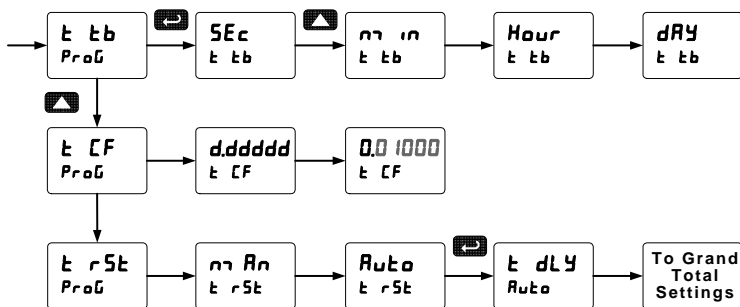 t tb
ProG
SEc
t tb
min
t tb
Hour
t tb
dAY
t tb
t CF
ProG
d.ddddd
t CF
0.01000
t CF
t rSt
ProG
mAn
t rSt
Auto
t rSt
t dLY
Auto
To Grand
Total
Settings